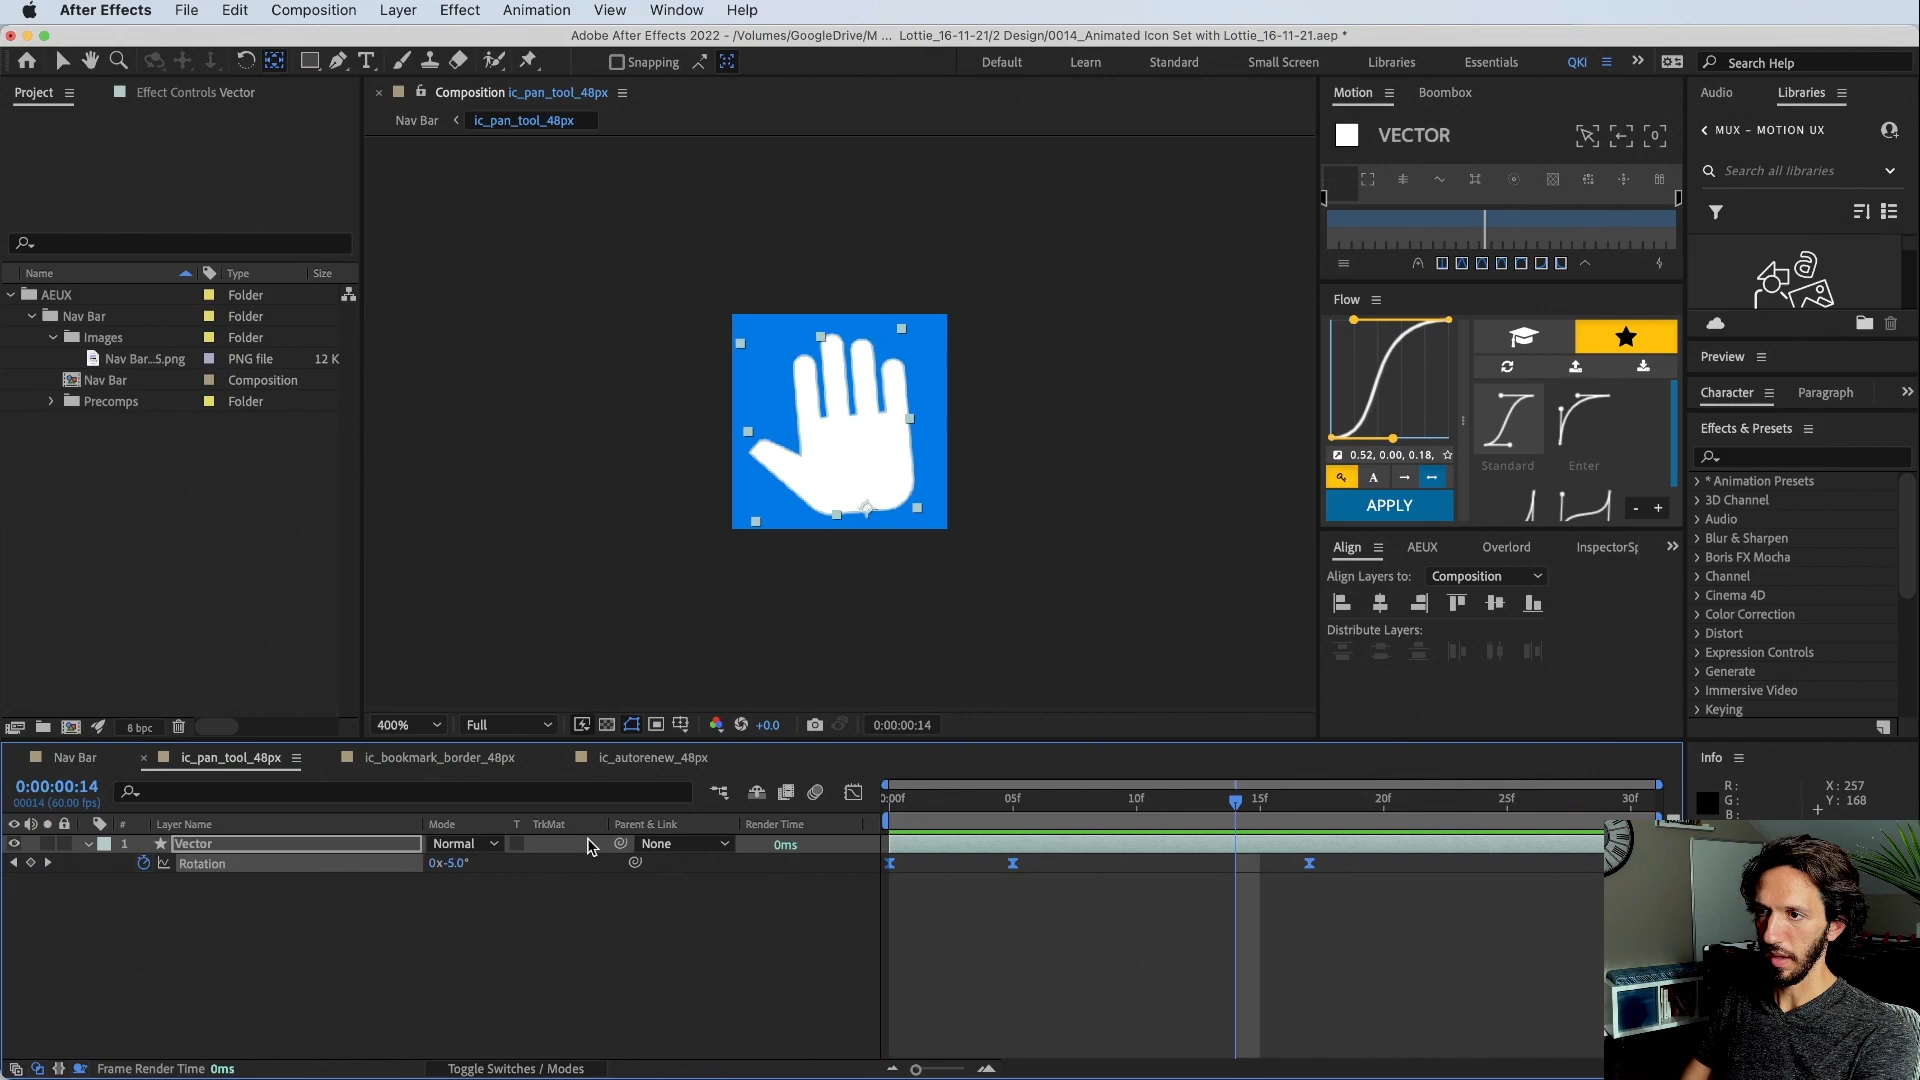 After Effects File Edit Composition Layer Effect Animation View Window Help
Adobe After Effects 2022 - /Volumes/GoogleDrive/M ... Lottie_16-11-21/2 Design/0014_Animated Icon Set with Lottie_16-11-21.aep *
Snapping
Default Learn Standard Small Screen Libraries Essentials QKI
Search Help
Project
Effect Controls Vector
Name Type Size
AEUX Folder
Nav Bar Folder
Images Folder
Nav Bar...S.png PNG file 12 K
Nav Bar Composition
Precomps Folder
8 bpc
Composition ic_pan_tool_48px
Nav Bar ic_pan_tool_48px
400% Full +0.0 0:00:00:14
Motion Boombox
VECTOR
Flow
0.52, 0.00, 0.18,
A
APPLY
Standard Enter
- +
Align AEUX Overlord InspectorSp
Align Layers to: Composition
Distribute Layers:
Audio Libraries
MUX – MOTION UX
Search all libraries
Preview
Character Paragraph
Effects & Presets
* Animation Presets
3D Channel
Audio
Blur & Sharpen
Boris FX Mocha
Channel
Cinema 4D
Color Correction
Distort
Expression Controls
Generate
Immersive Video
Keying
Info
R:
G:
B:
X: 257
Y: 168
Nav Bar ic_pan_tool_48px ic_bookmark_border_48px ic_autorenew_48px
0:00:00:14
00014 (60.00 fps)
0:00f 05f 10f 15f 20f 25f 30f
# Layer Name Mode T TrkMat Parent & Link Render Time
1 Vector Normal None 0ms
Rotation 0x-5.0°
Frame Render Time 0ms
Toggle Switches / Modes